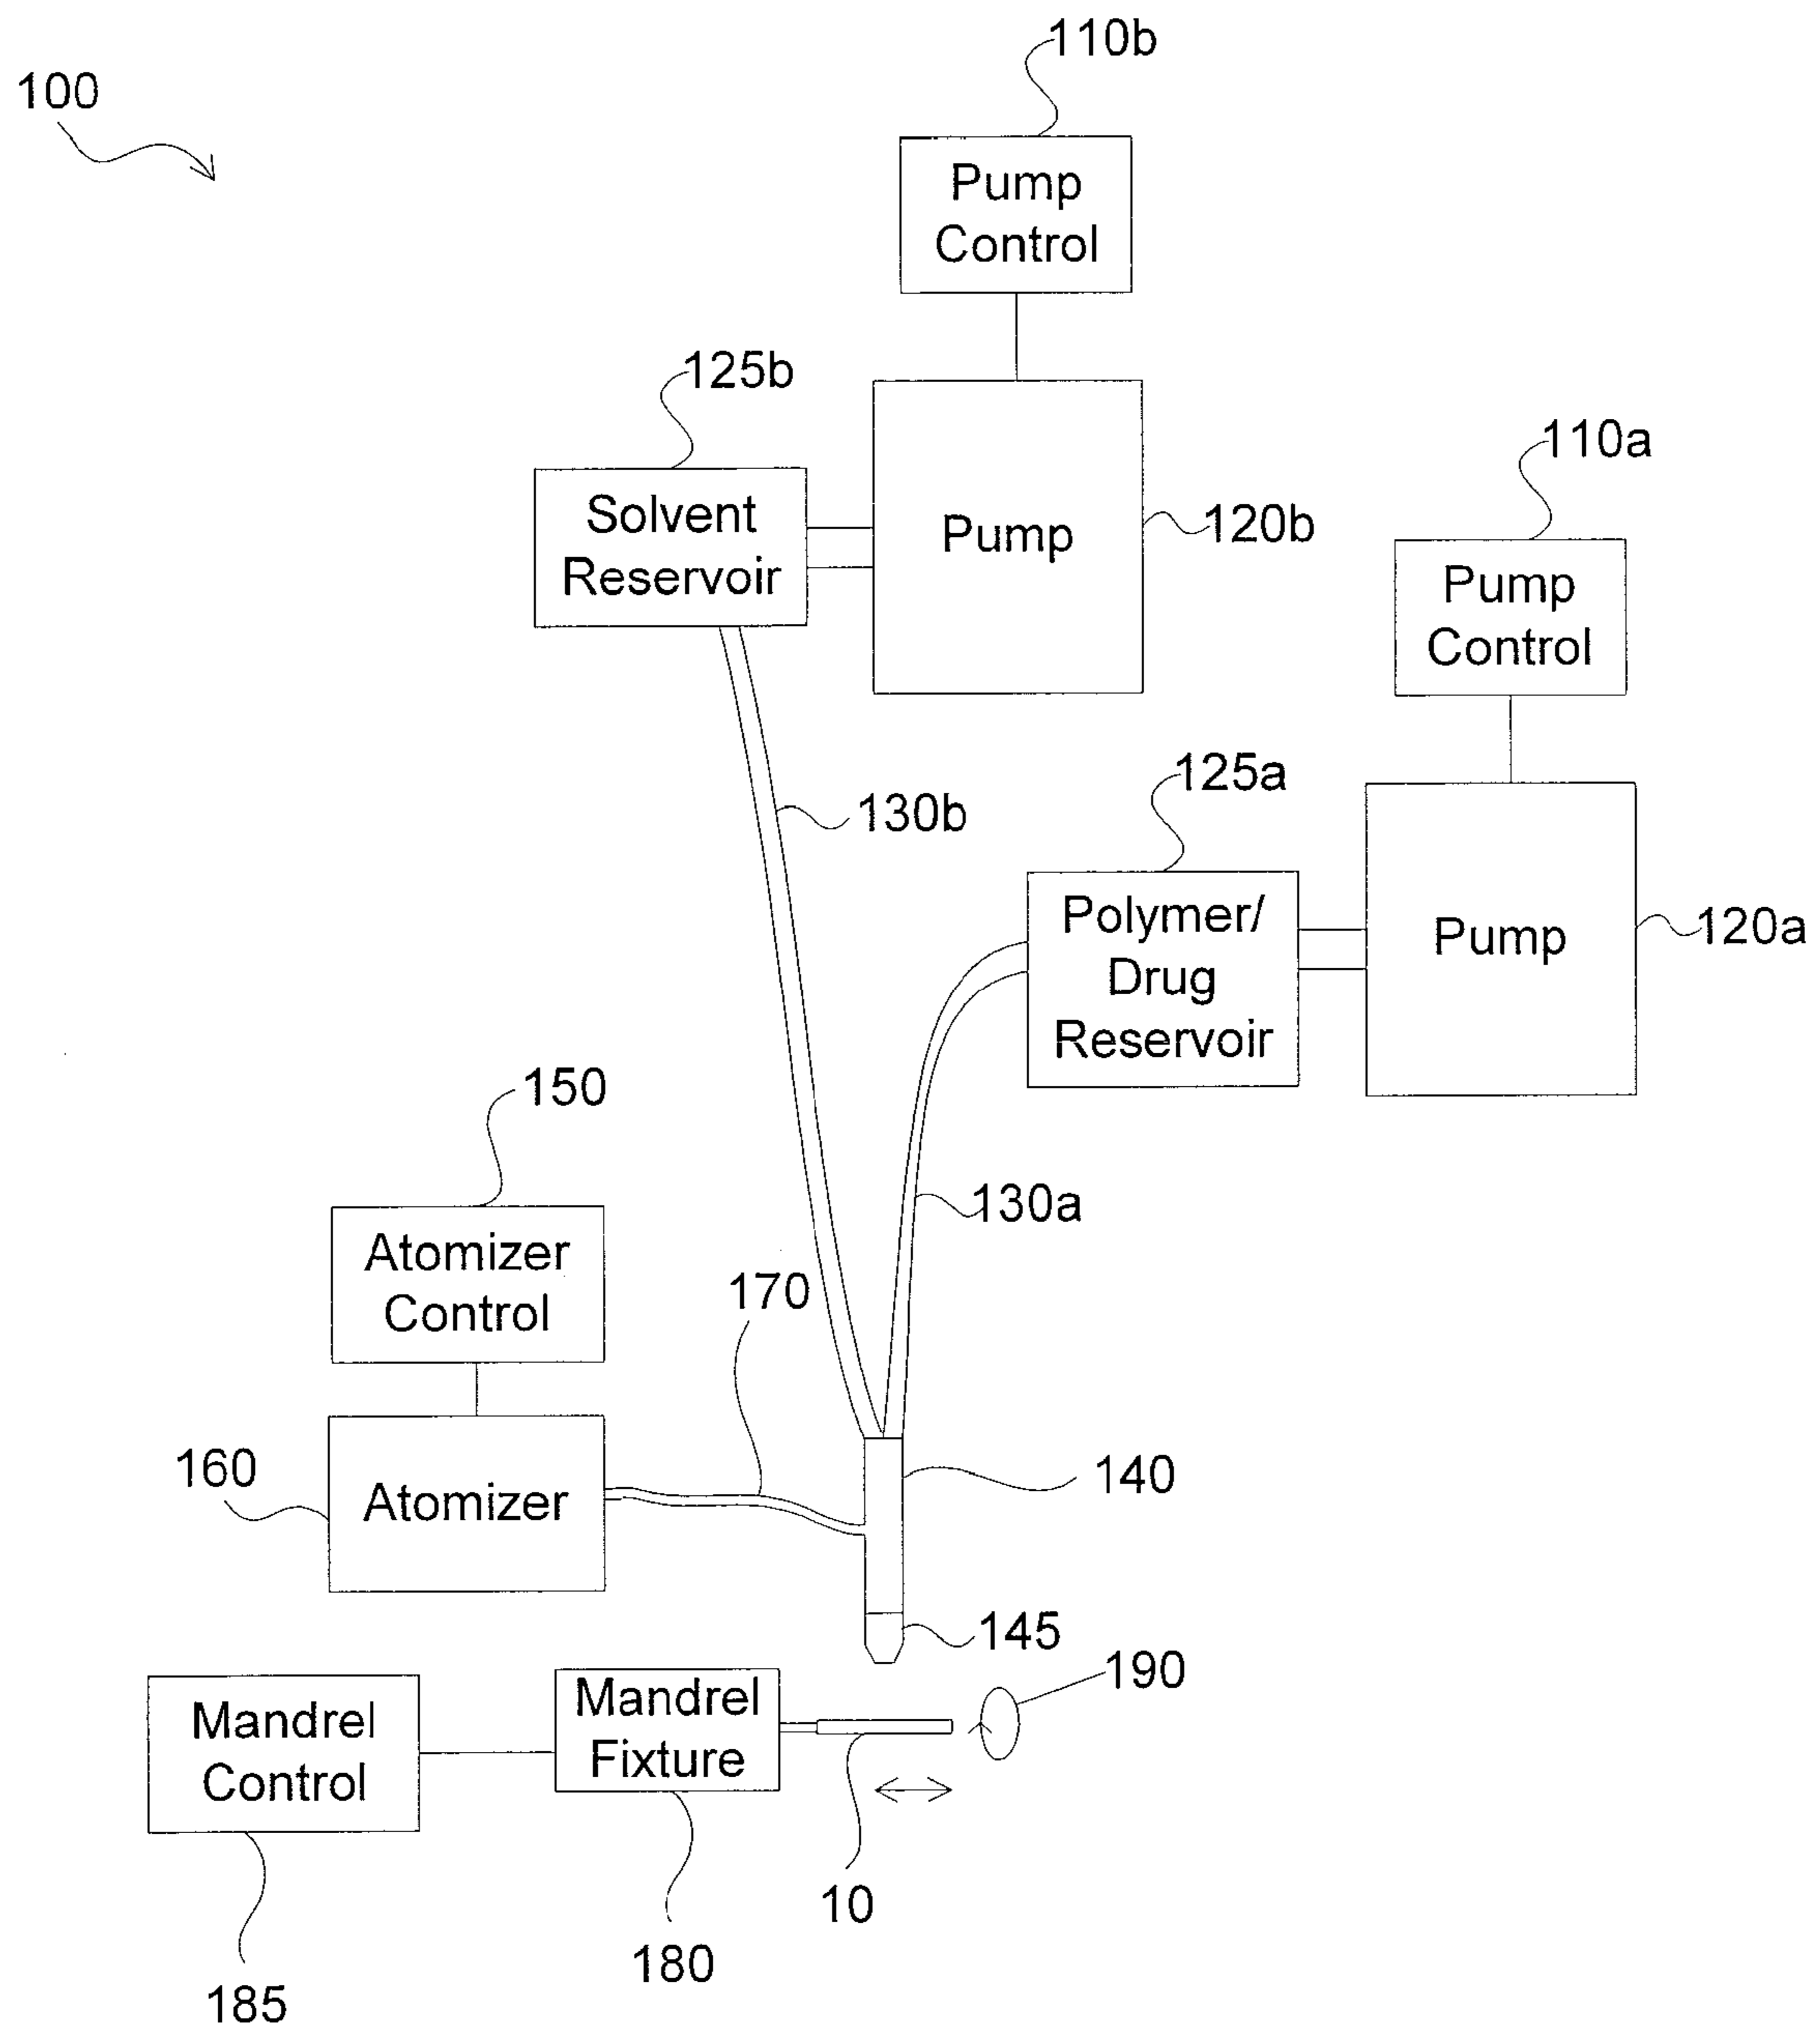 110b
100
Pump
Control
125b
110a
Solvent
Reservoir
Pump
120b
Pump
Control
125a
130b
Polymer/
Drug
Reservoir
Pump
120a
150
130a
Atomizer
Control
170
160
Atomizer
140
145
190
Mandrel
Control
Mandrel
Fixture
10
180
185